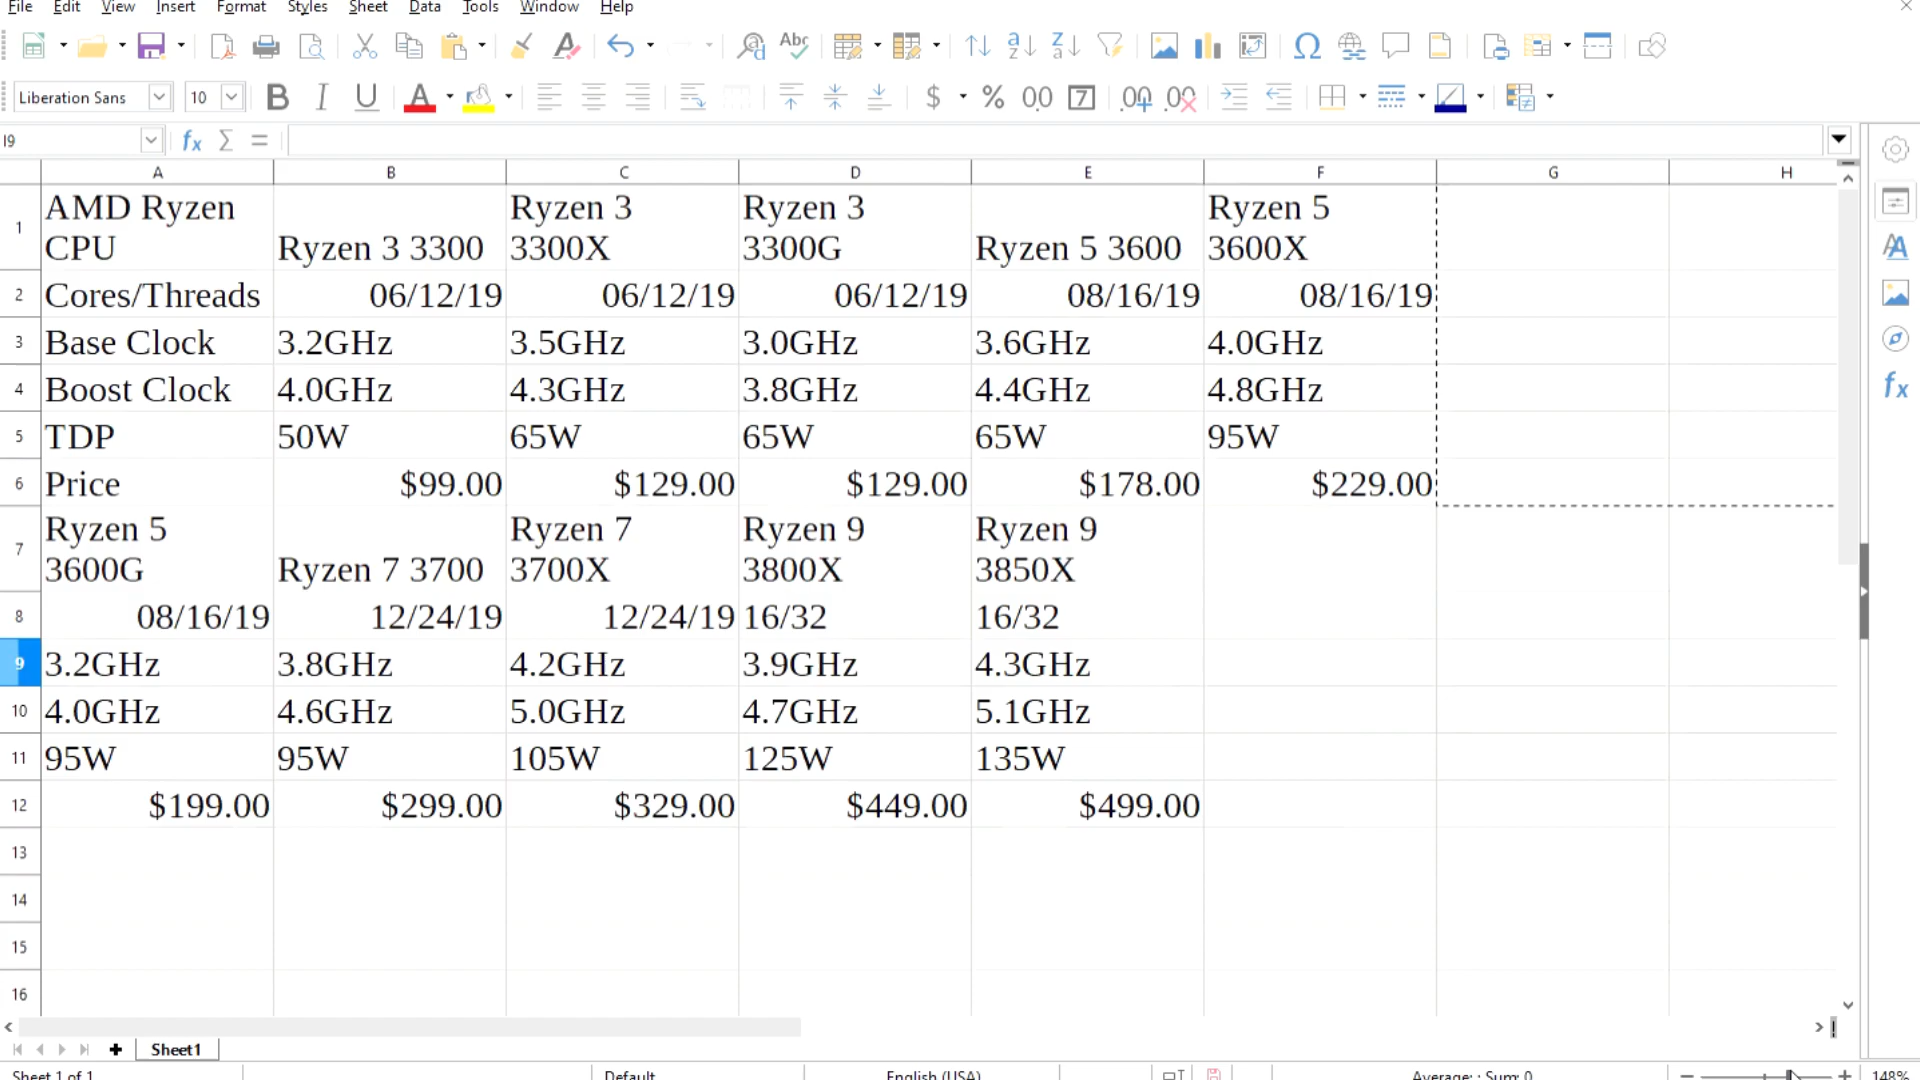 File Edit View Insert Format Styles Sheet Data Tools Window Help
Abc
Liberation Sans 10 B I U $ % 00 7 00 00
I9 fx Σ =
A B C D E F G H
1 AMD Ryzen CPU Ryzen 3 3300 Ryzen 3 3300X Ryzen 3 3300G Ryzen 5 3600 Ryzen 5 3600X
2 Cores/Threads 06/12/19 06/12/19 06/12/19 08/16/19 08/16/19
3 Base Clock 3.2GHz 3.5GHz 3.0GHz 3.6GHz 4.0GHz
4 Boost Clock 4.0GHz 4.3GHz 3.8GHz 4.4GHz 4.8GHz
5 TDP 50W 65W 65W 65W 95W
6 Price $99.00 $129.00 $129.00 $178.00 $229.00
7 Ryzen 5 3600G Ryzen 7 3700 Ryzen 7 3700X Ryzen 9 3800X Ryzen 9 3850X
8 08/16/19 12/24/19 12/24/19 16/32 16/32
9 3.2GHz 3.8GHz 4.2GHz 3.9GHz 4.3GHz
10 4.0GHz 4.6GHz 5.0GHz 4.7GHz 5.1GHz
11 95W 95W 105W 125W 135W
12 $199.00 $299.00 $329.00 $449.00 $499.00
13
14
15
16
Sheet1
Sheet 1 of 1 Default English (USA) Average: ; Sum: 0 148%